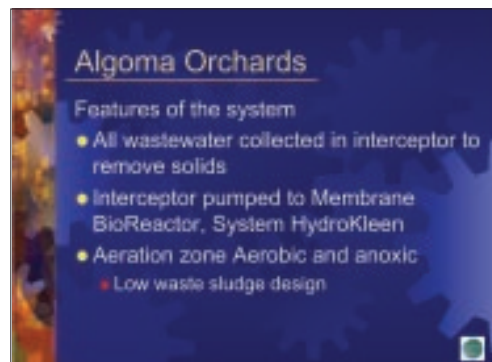 Algoma Orchards
Features of the system
All wastewater collected in interceptor to
remove solids
Interceptor pumped to Membrane
BioReactor, System HydroKleen
Aeration zone Aerobic and anoxic
Low waste sludge design